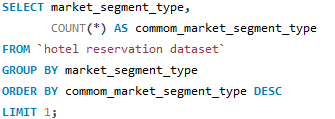 SELECT market_segment_type,
COUNT(*) AS commom_market_segment_type
FROM `hotel reservation dataset`
GROUP BY market_segment_type
ORDER BY commom_market_segment_type DESC
LIMIT 1;